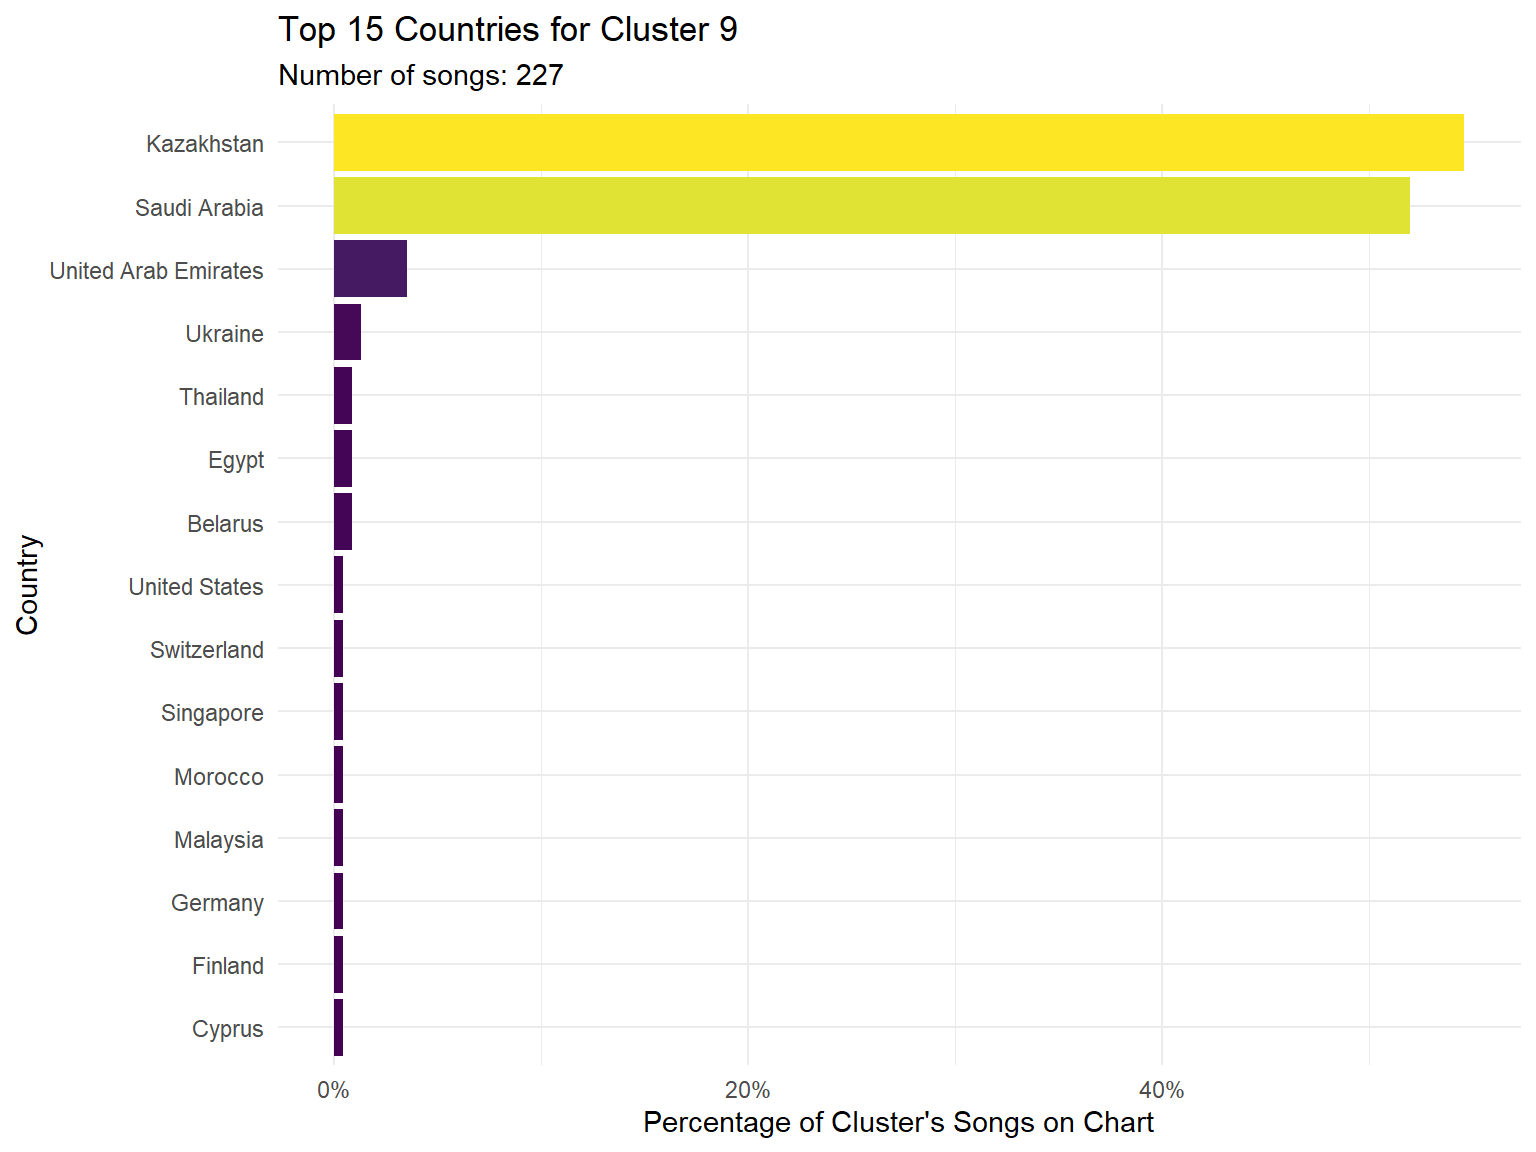 Top 15 Countries for Cluster 9
Number of songs: 227
Kazakhstan
Saudi Arabia
United Arab Emirates
Ukraine
Thailand
Egypt
Belarus
United States
Switzerland
Singapore
Morocco
Malaysia
Germany
Finland
Cyprus
Country
0% 20% 40%
Percentage of Cluster's Songs on Chart